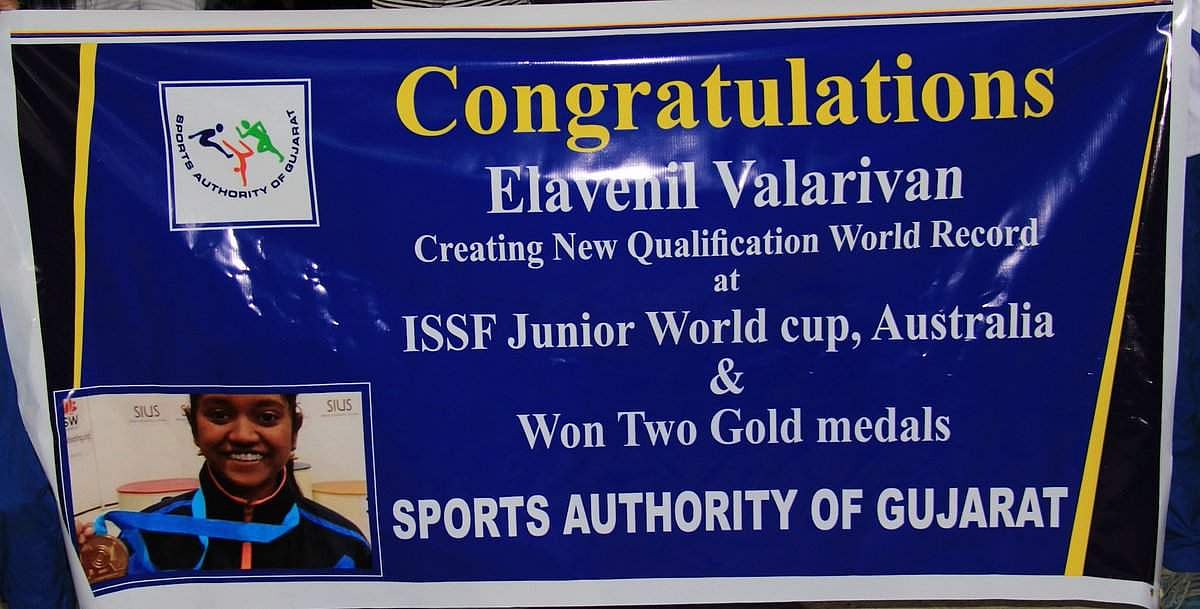 Congratulations
SPORTS AUTHORITY OF GUJARAT
Elavenil Valarivan
Creating New Qualification World Record
at
ISSF Junior World cup, Australia
&
Won Two Gold medals
SIUS
SIUS
SPORTS AUTHORITY OF GUJARAT